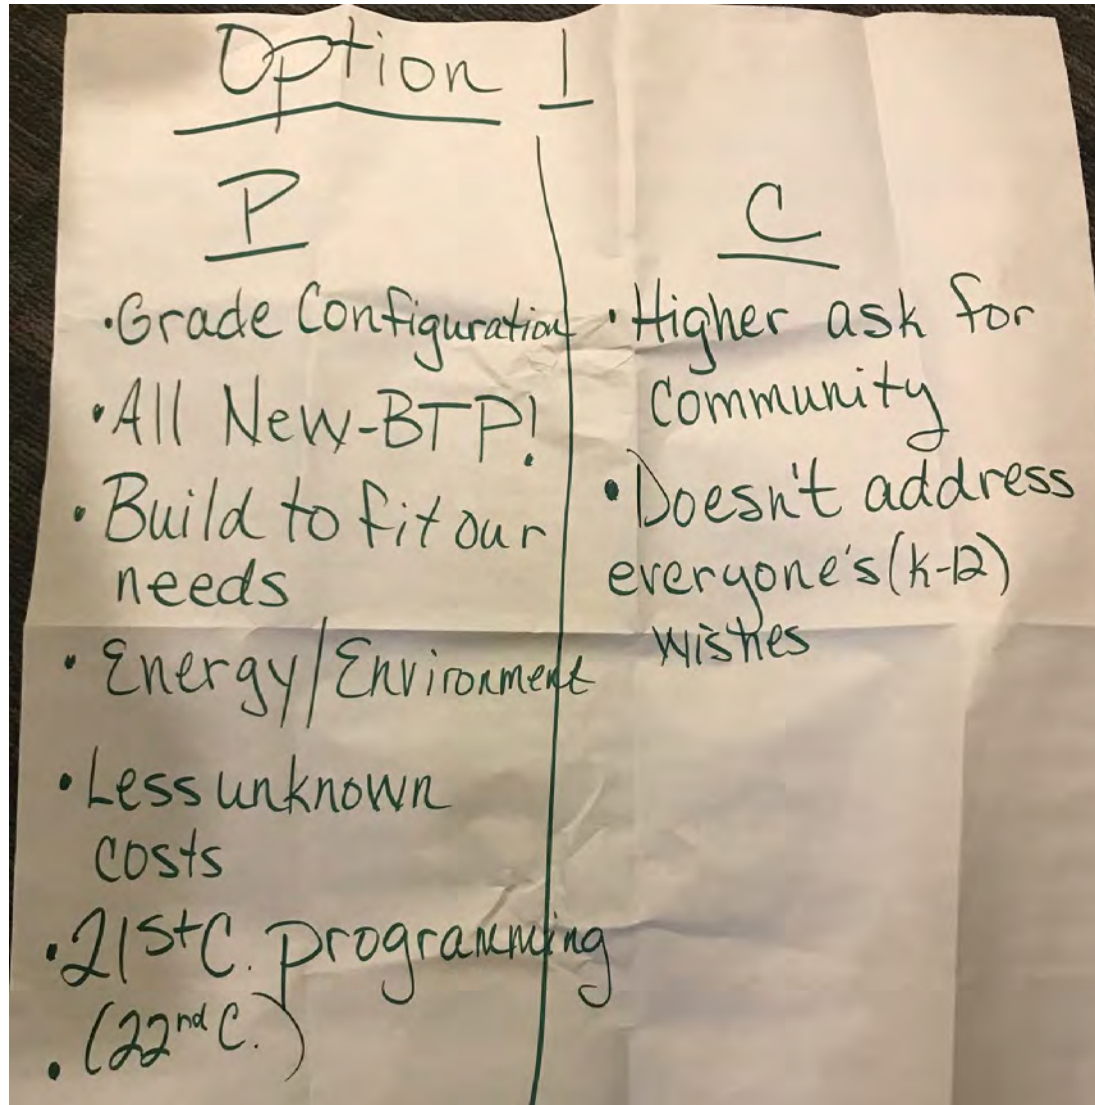 Option 1
P
• Grade Configuration
• All New-BTP!
• Build to fit our
needs
• Energy/Environment
• Less unknown
costs
• 21st C. programming
• (22nd C.)
C
• Higher ask for
Community
• Doesn't address
everyone's (K-12)
wishes